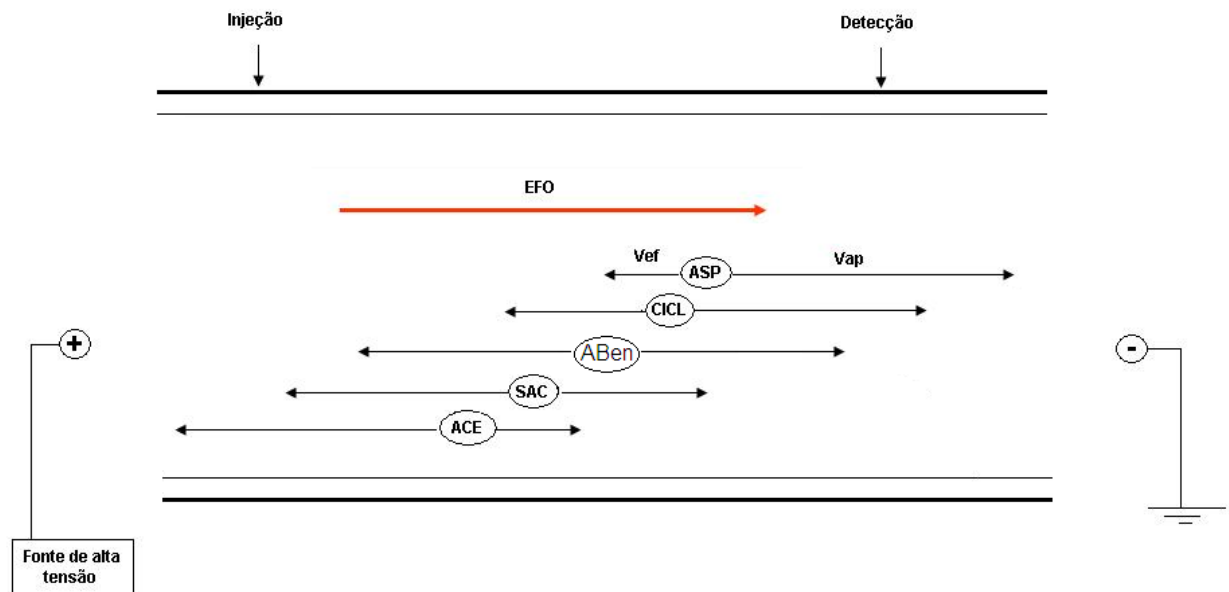 Injeção
Detecção
EFO
Vef
ASP
Vap
CICL
+
ABen
-
SAC
ACE
Fonte de alta
tensão